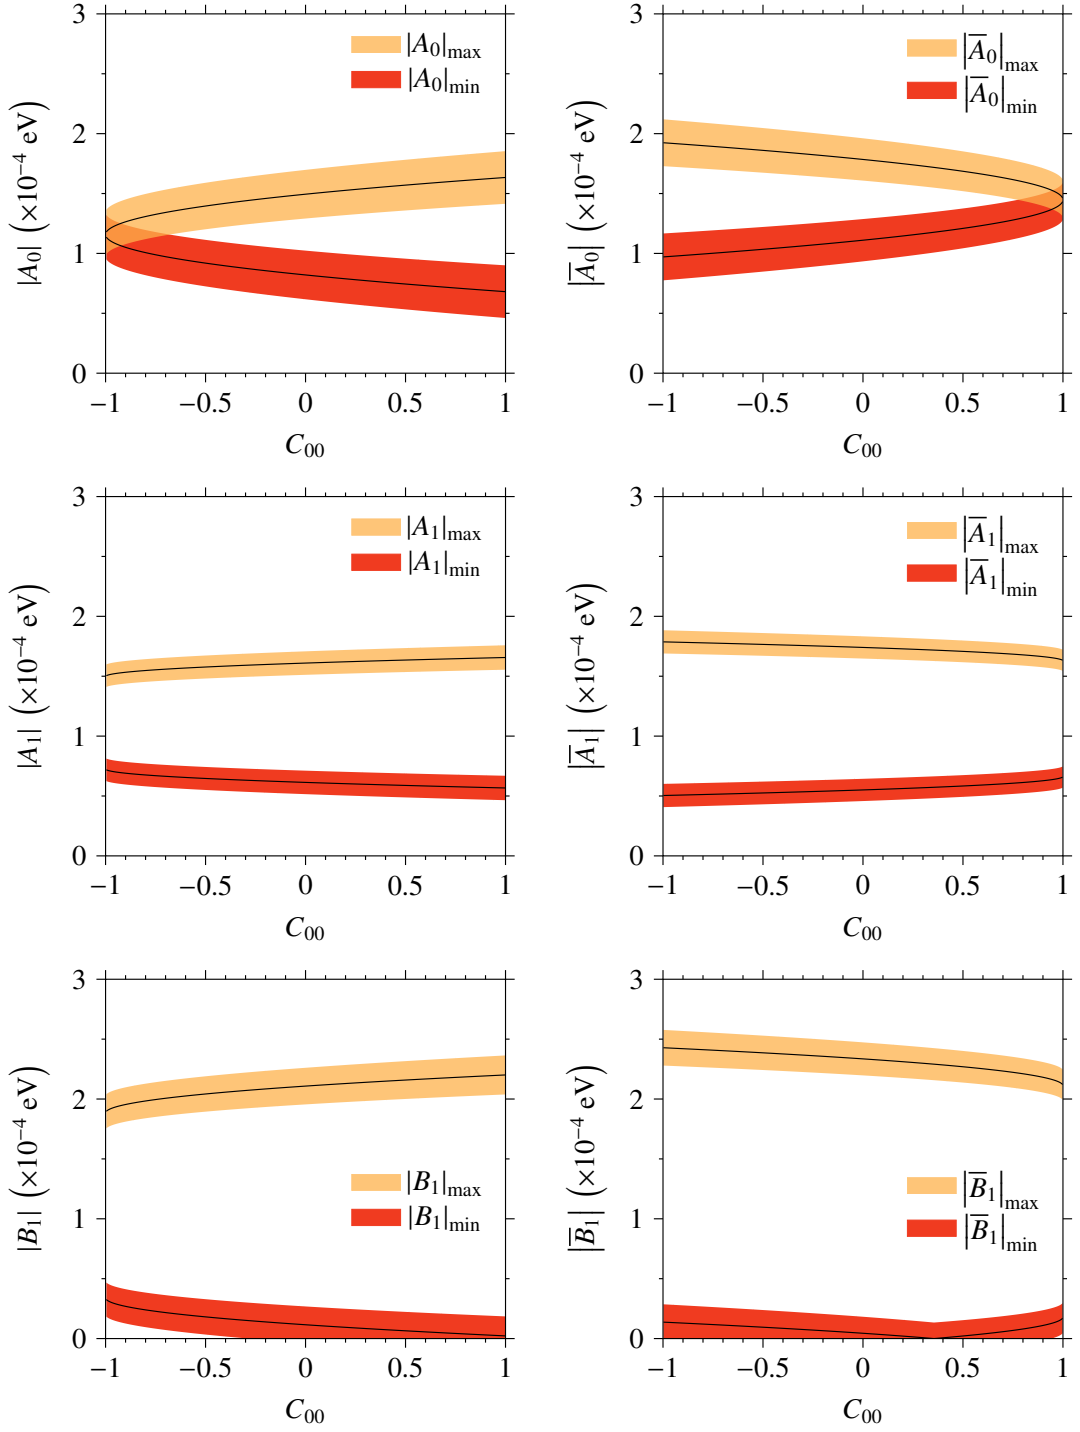 |A₀| (×10⁻⁴ eV)
3
2
1
0
|A₀|max
|A₀|min
−1 −0.5 0 0.5 1
C₀₀
|A̅₀| (×10⁻⁴ eV)
3
2
1
0
|A̅₀|max
|A̅₀|min
−1 −0.5 0 0.5 1
C₀₀
|A₁| (×10⁻⁴ eV)
3
2
1
0
|A₁|max
|A₁|min
−1 −0.5 0 0.5 1
C₀₀
|A̅₁| (×10⁻⁴ eV)
3
2
1
0
|A̅₁|max
|A̅₁|min
−1 −0.5 0 0.5 1
C₀₀
|B₁| (×10⁻⁴ eV)
3
2
1
0
|B₁|max
|B₁|min
−1 −0.5 0 0.5 1
C₀₀
|B̅₁| (×10⁻⁴ eV)
3
2
1
0
|B̅₁|max
|B̅₁|min
−1 −0.5 0 0.5 1
C₀₀